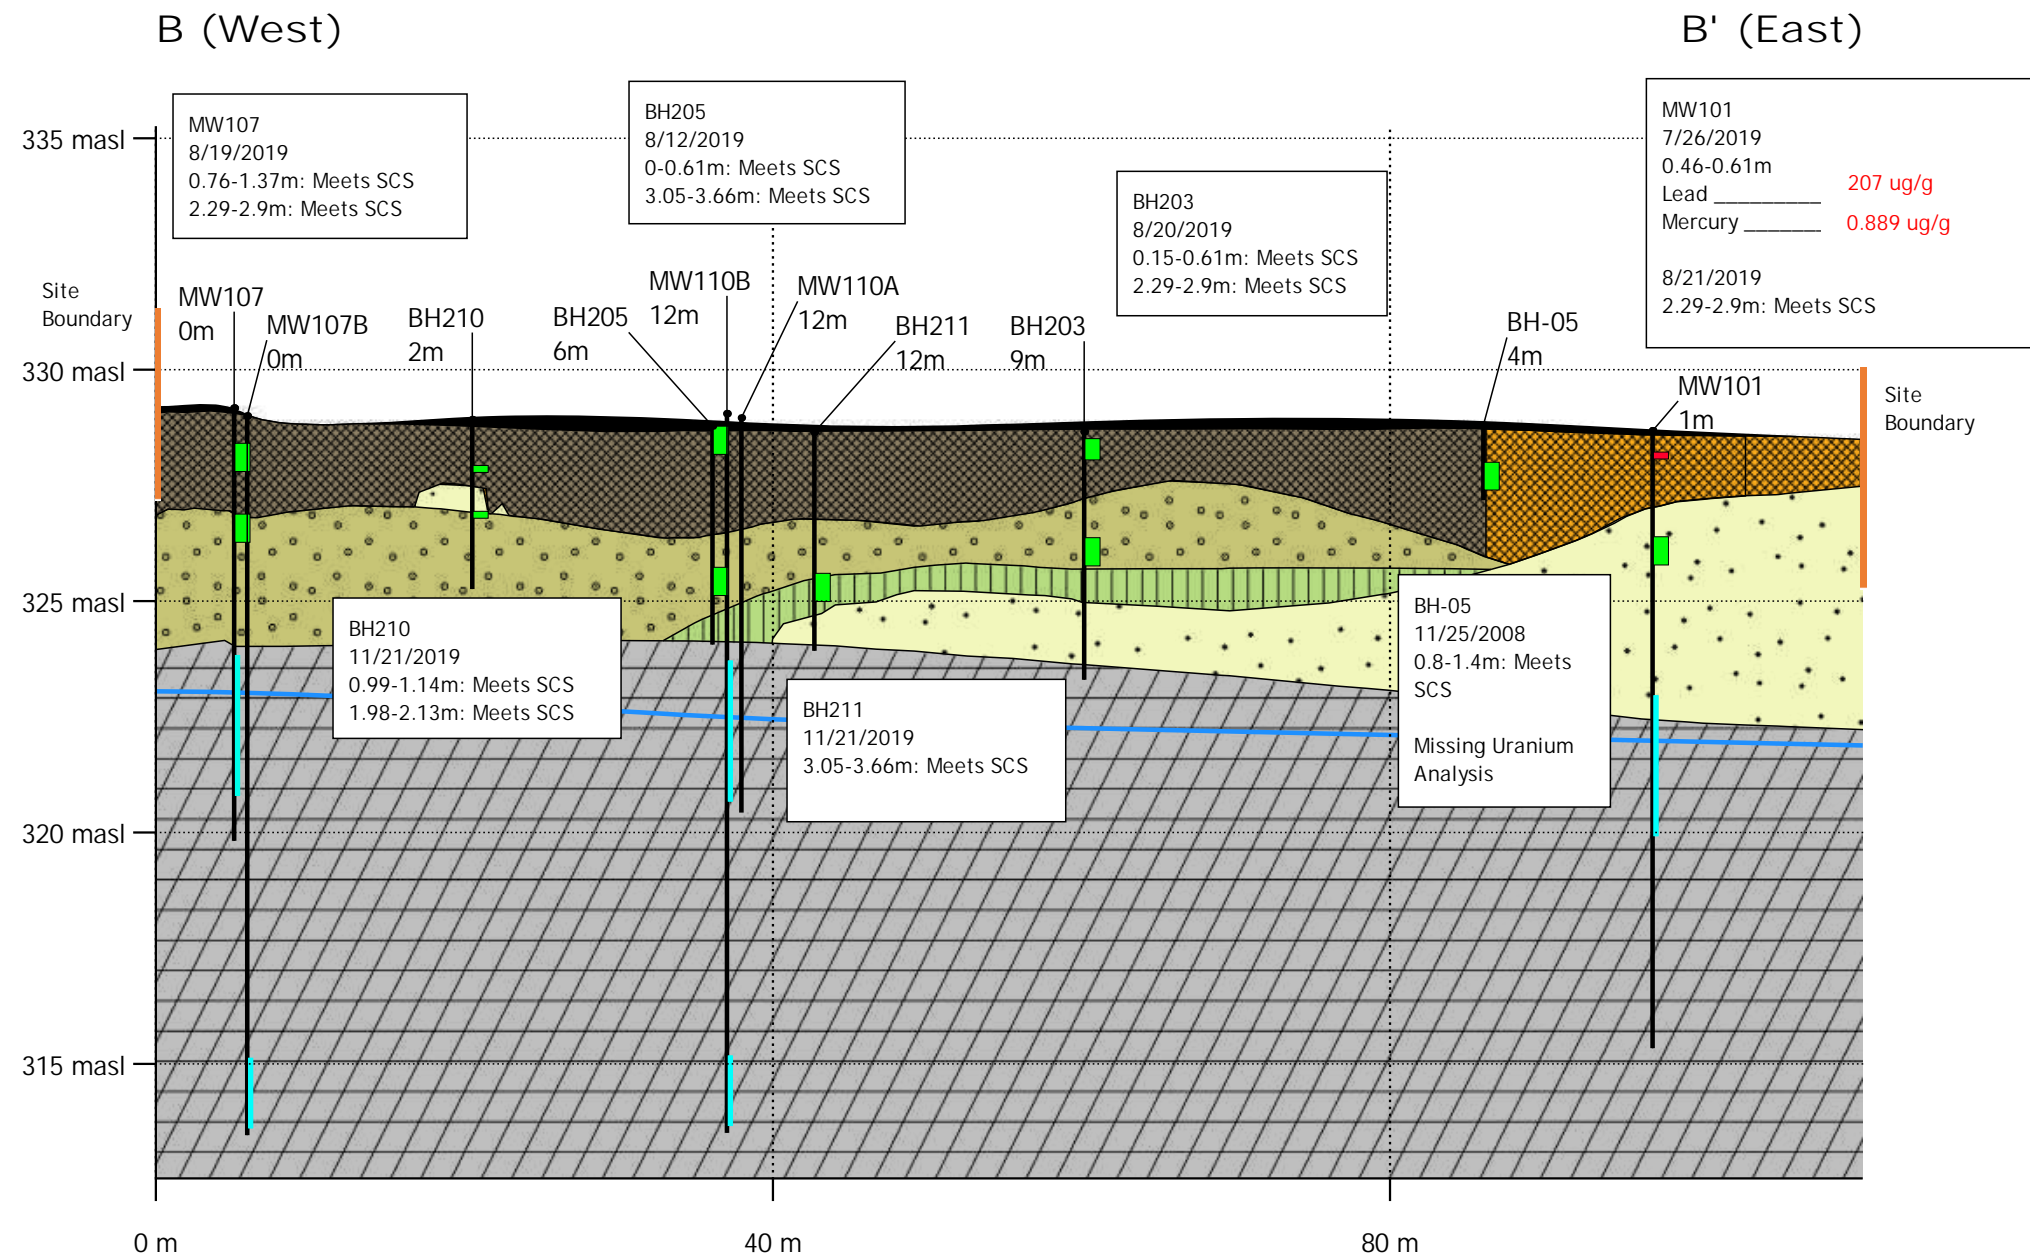 B (West)
B' (East)
335 masl
330 masl
325 masl
320 masl
315 masl
MW107
8/19/2019
0.76-1.37m: Meets SCS
2.29-2.9m: Meets SCS
BH205
8/12/2019
0-0.61m: Meets SCS
3.05-3.66m: Meets SCS
BH203
8/20/2019
0.15-0.61m: Meets SCS
2.29-2.9m: Meets SCS
MW101
7/26/2019
0.46-0.61m
Lead _________ 207 ug/g
Mercury ______ 0.889 ug/g
8/21/2019
2.29-2.9m: Meets SCS
Site
Boundary
MW107
0m
MW107B
0m
BH210
2m
BH205
6m
MW110B
12m
MW110A
12m
BH211
12m
BH203
9m
BH-05
4m
MW101
1m
Site
Boundary
BH210
11/21/2019
0.99-1.14m: Meets SCS
1.98-2.13m: Meets SCS
BH211
11/21/2019
3.05-3.66m: Meets SCS
BH-05
11/25/2008
0.8-1.4m: Meets
SCS
Missing Uranium
Analysis
0 m
40 m
80 m